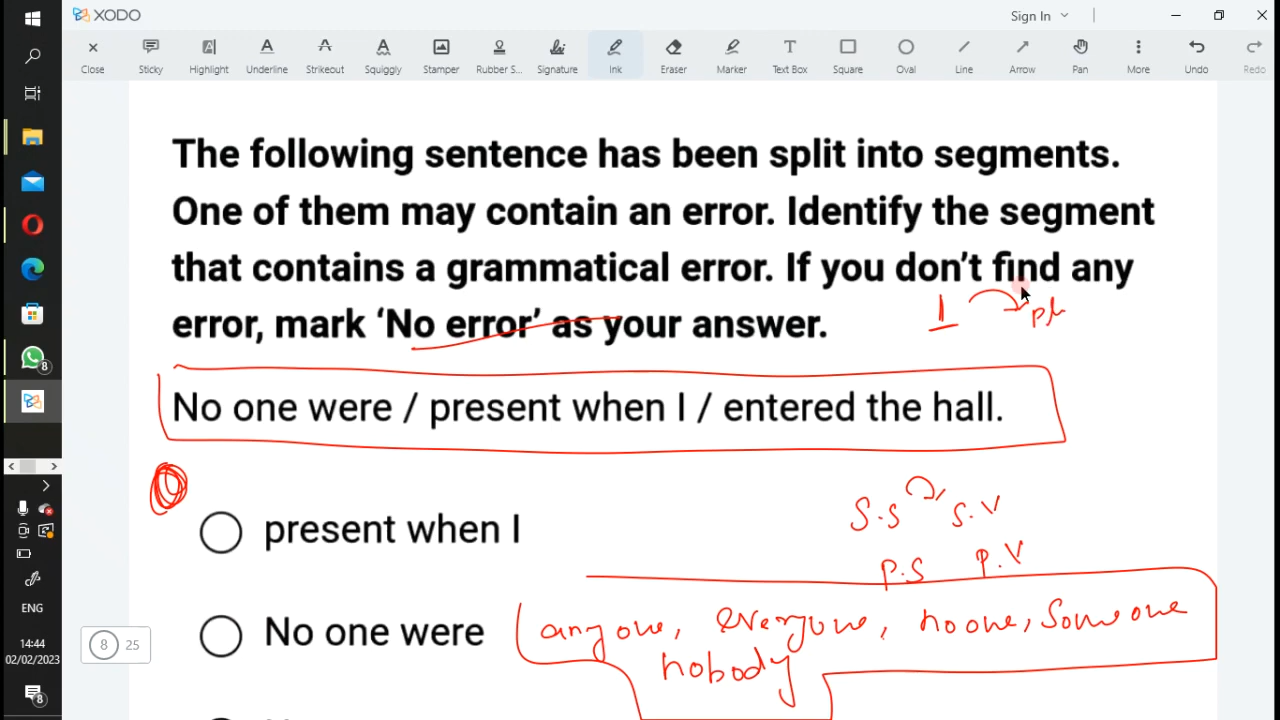 XODO
Sign In
Close
Sticky
Highlight
Underline
Strikeout
Squiggly
Stamper
Rubber S...
Signature
Ink
Eraser
Marker
Text Box
Square
Oval
Line
Arrow
Pan
More
Undo
Redo
The following sentence has been split into segments.
One of them may contain an error. Identify the segment
that contains a grammatical error. If you don't find any
error, mark 'No error' as your answer.
1 pl
No one were / present when I / entered the hall.
S.S S.V
present when I
P.S P.V
No one were
anyone, everyone, no one, Someone
nobody
8 25
8
ENG
14:44
02/02/2023
8